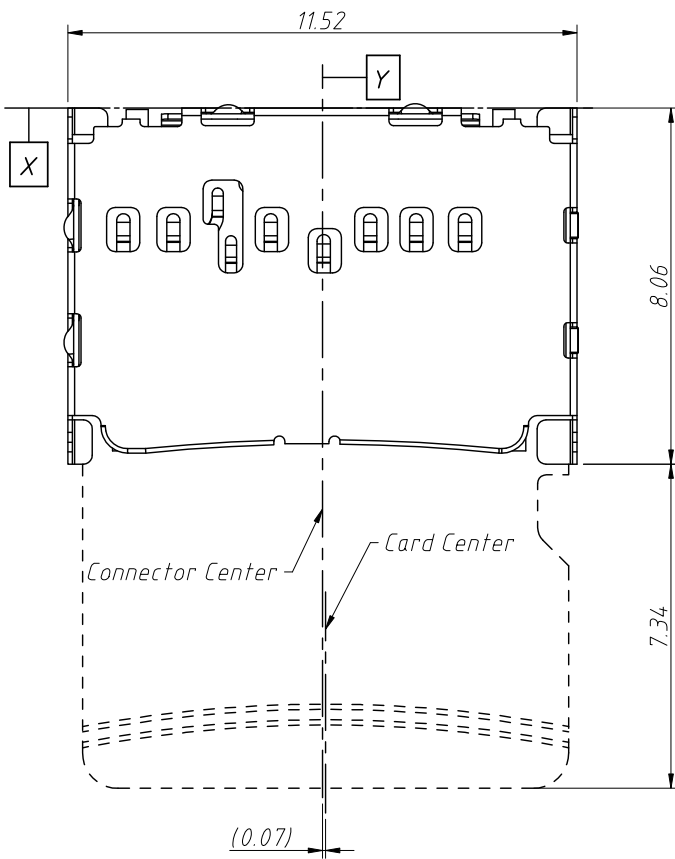 11.52
Y
X
8.06
Card Center
Connector Center
7.34
(0.07)